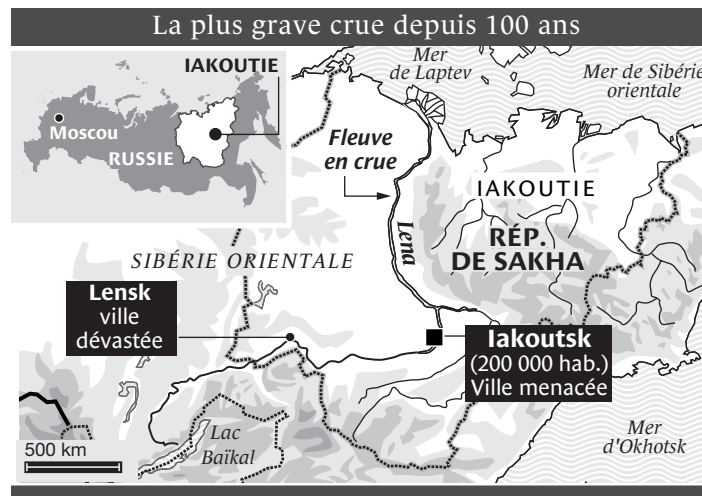 La plus grave crue depuis 100 ans
IAKOUTIE
Moscou
RUSSIE
Mer
de Laptev
Mer de Sibérie
orientale
Fleuve
en crue
IAKOUTIE
Lena
RÉP.
DE SAKHA
SIBÉRIE ORIENTALE
Lensk
ville
dévastée
Iakoutsk
(200 000 hab.)
Ville menacée
Lac
Baïkal
Mer
d'Okhotsk
500 km